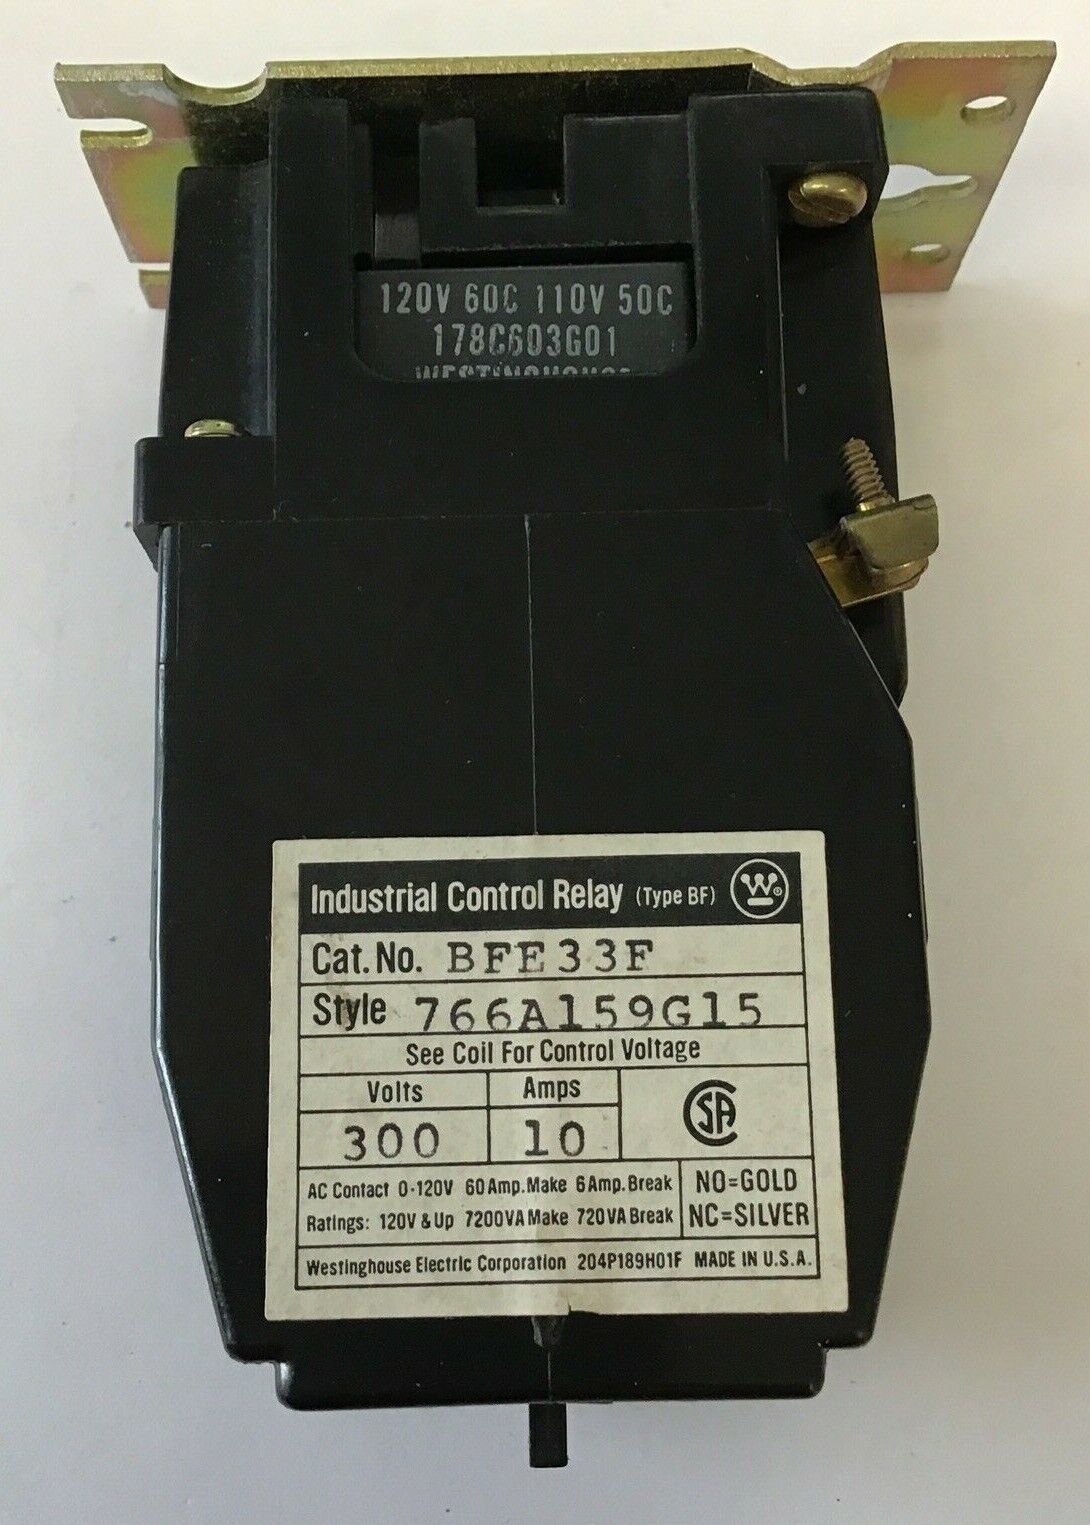 120V 60C 110V 50C
178C603G01
WESTINGHOUSE
Industrial Control Relay (Type BF) W ®
Cat. No. BFE33F
Style 766A159G15
See Coil For Control Voltage
Volts Amps
300 10
CSA
AC Contact 0-120V 60 Amp. Make 6 Amp. Break
Ratings: 120V & Up 7200VA Make 720VA Break
NO=GOLD
NC=SILVER
Westinghouse Electric Corporation 204P189H01F MADE IN U.S.A.